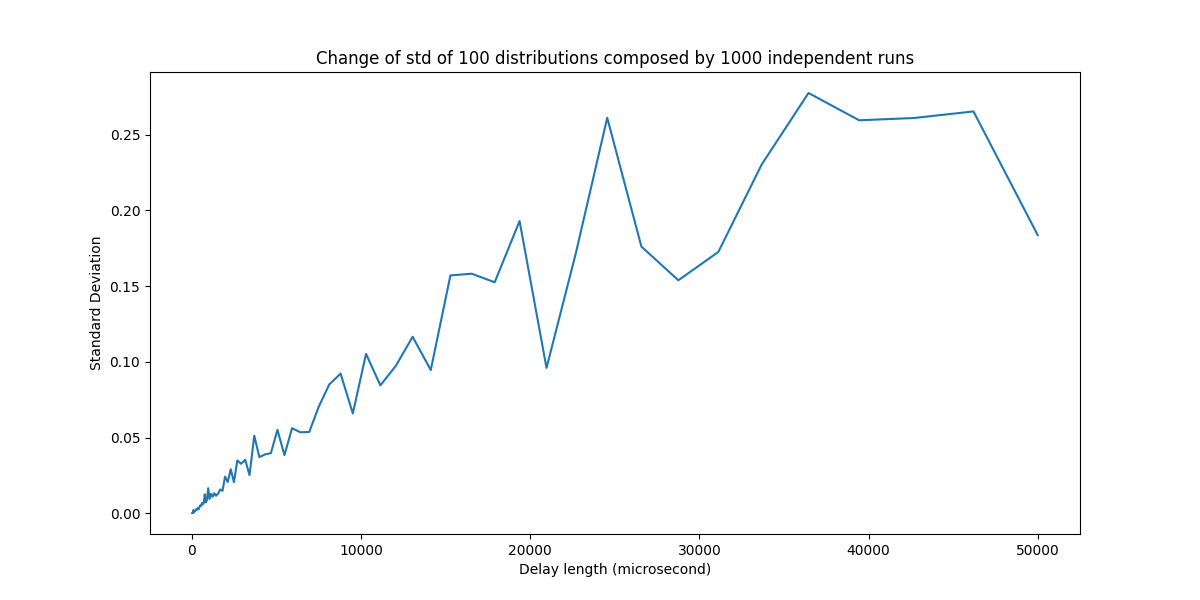 Change of std of 100 distributions composed by 1000 independent runs
0.25
0.20
0.15
0.10
0.05
0.00
Standard Deviation
0 10000 20000 30000 40000 50000
Delay length (microsecond)